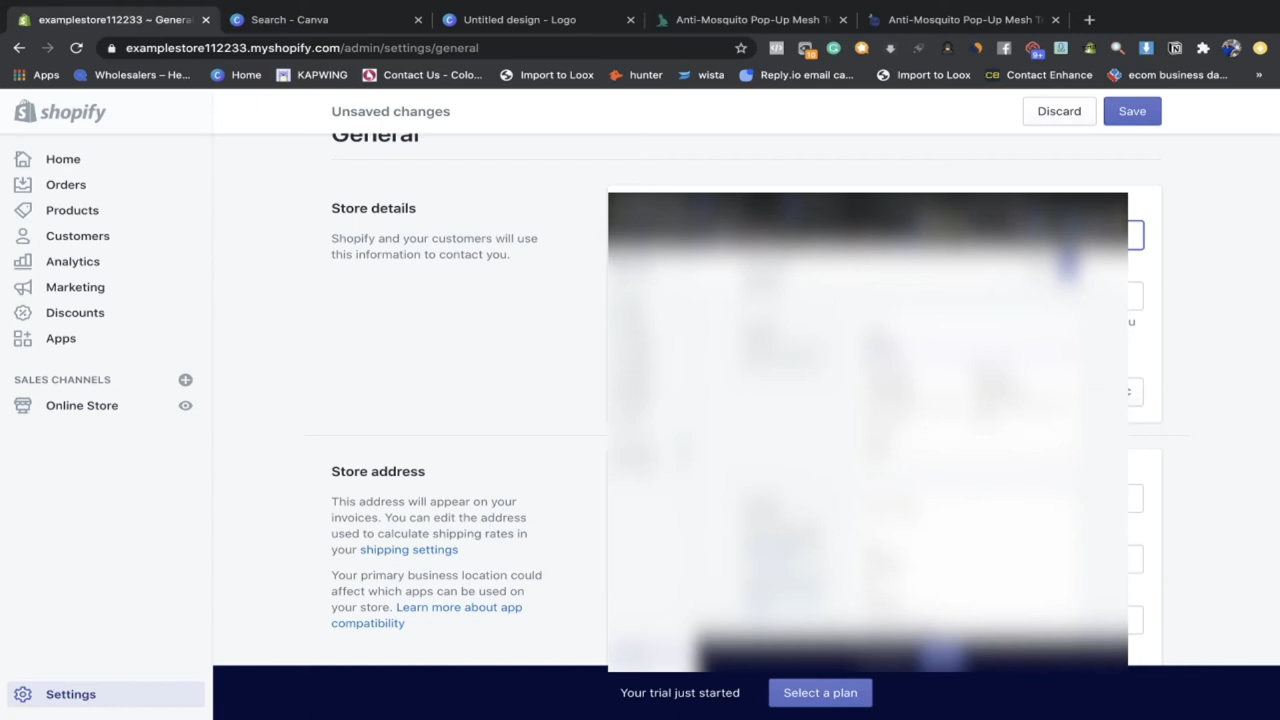 examplestore112233 ~ General
Search - Canva
Untitled design - Logo
Anti-Mosquito Pop-Up Mesh Te
Anti-Mosquito Pop-Up Mesh Te
examplestore112233.myshopify.com/admin/settings/general
30
9+
Apps
Wholesalers – He...
Home
KAPWING
Contact Us - Colo...
Import to Loox
hunter
wista
Reply.io email ca...
Import to Loox
CB Contact Enhance
ecom business da...
»
shopify
Unsaved changes
Discard
Save
General
Home
Orders
Products
Customers
Analytics
Marketing
Discounts
Apps
SALES CHANNELS
Online Store
Settings
Store details
Shopify and your customers will use
this information to contact you.
u
Store address
This address will appear on your
invoices. You can edit the address
used to calculate shipping rates in
your shipping settings
Your primary business location could
affect which apps can be used on
your store. Learn more about app
compatibility
Your trial just started
Select a plan